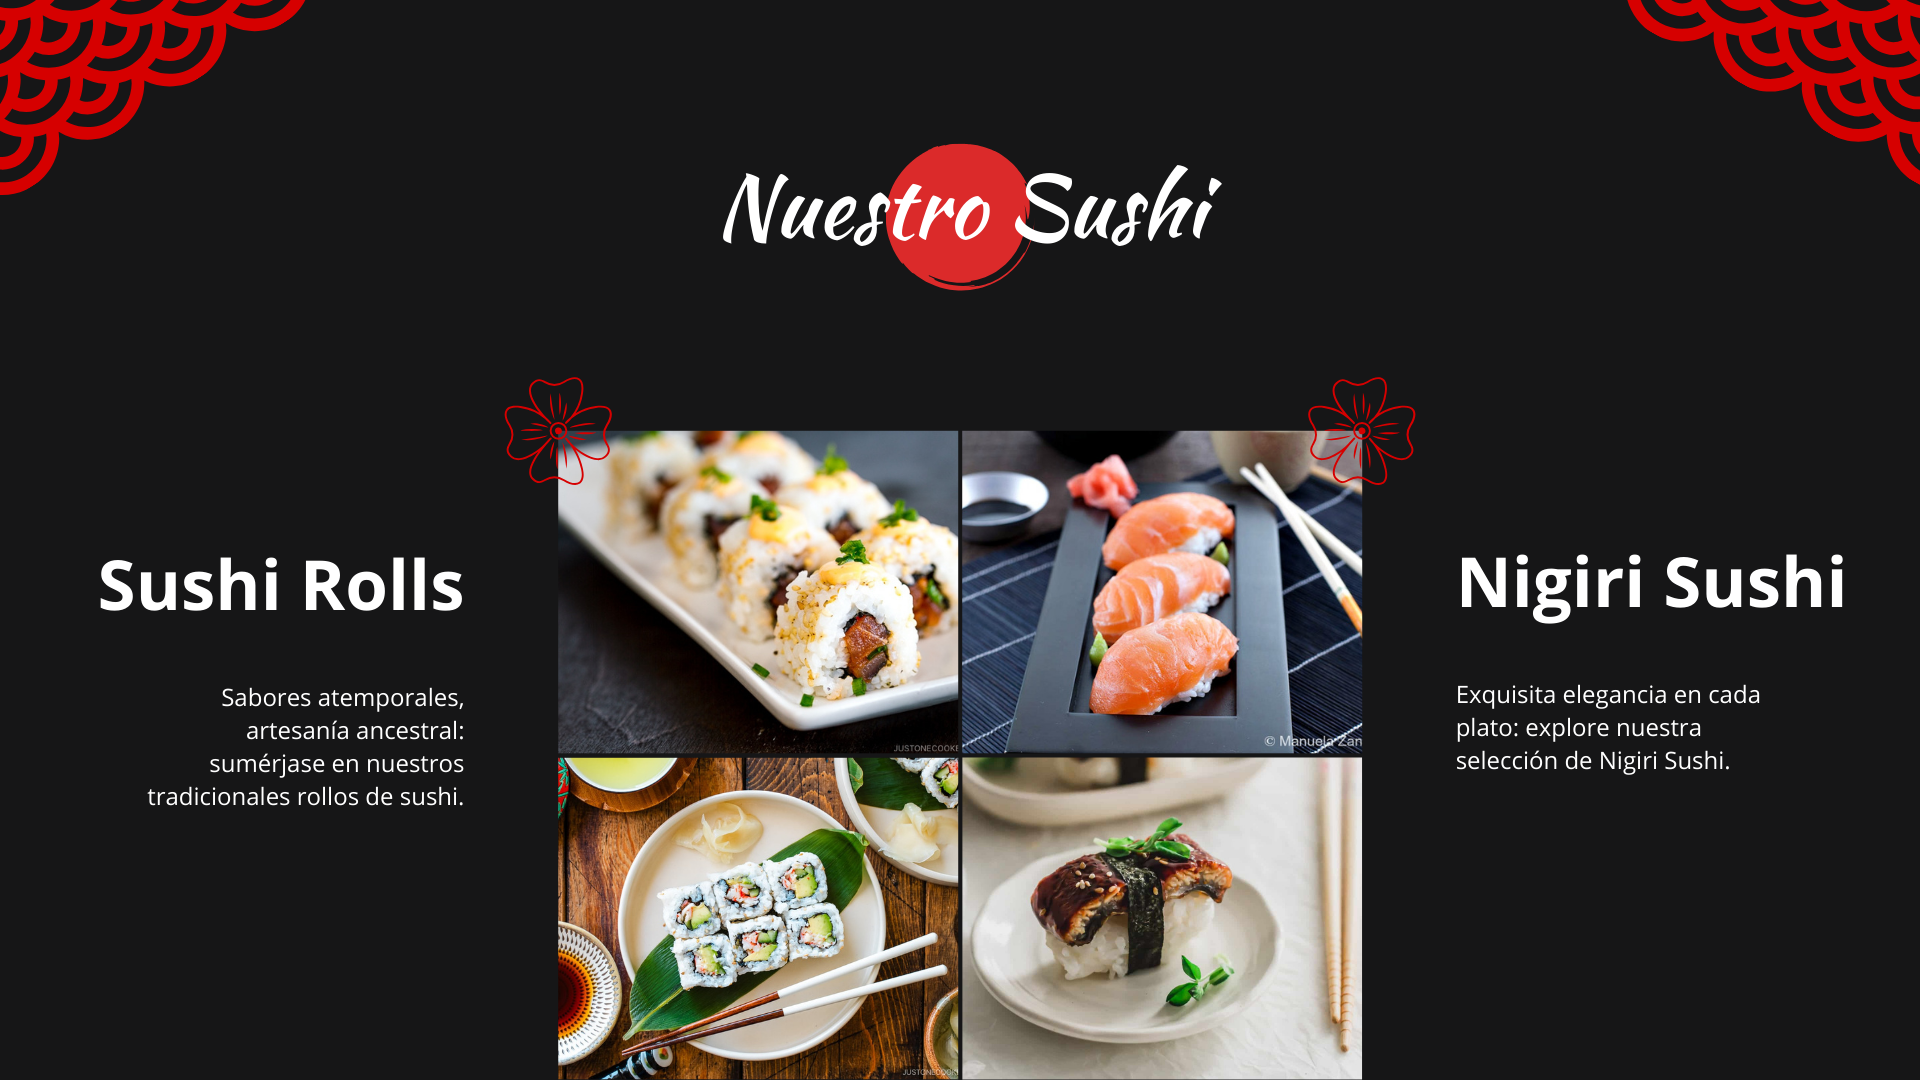 Nuestro Sushi
Sushi Rolls
Sabores atemporales,
artesanía ancestral:
sumérjase en nuestros
tradicionales rollos de sushi.
JUSTONECOOKE
© Manuela Zan
JUSTONECOOK
Nigiri Sushi
Exquisita elegancia en cada
plato: explore nuestra
selección de Nigiri Sushi.